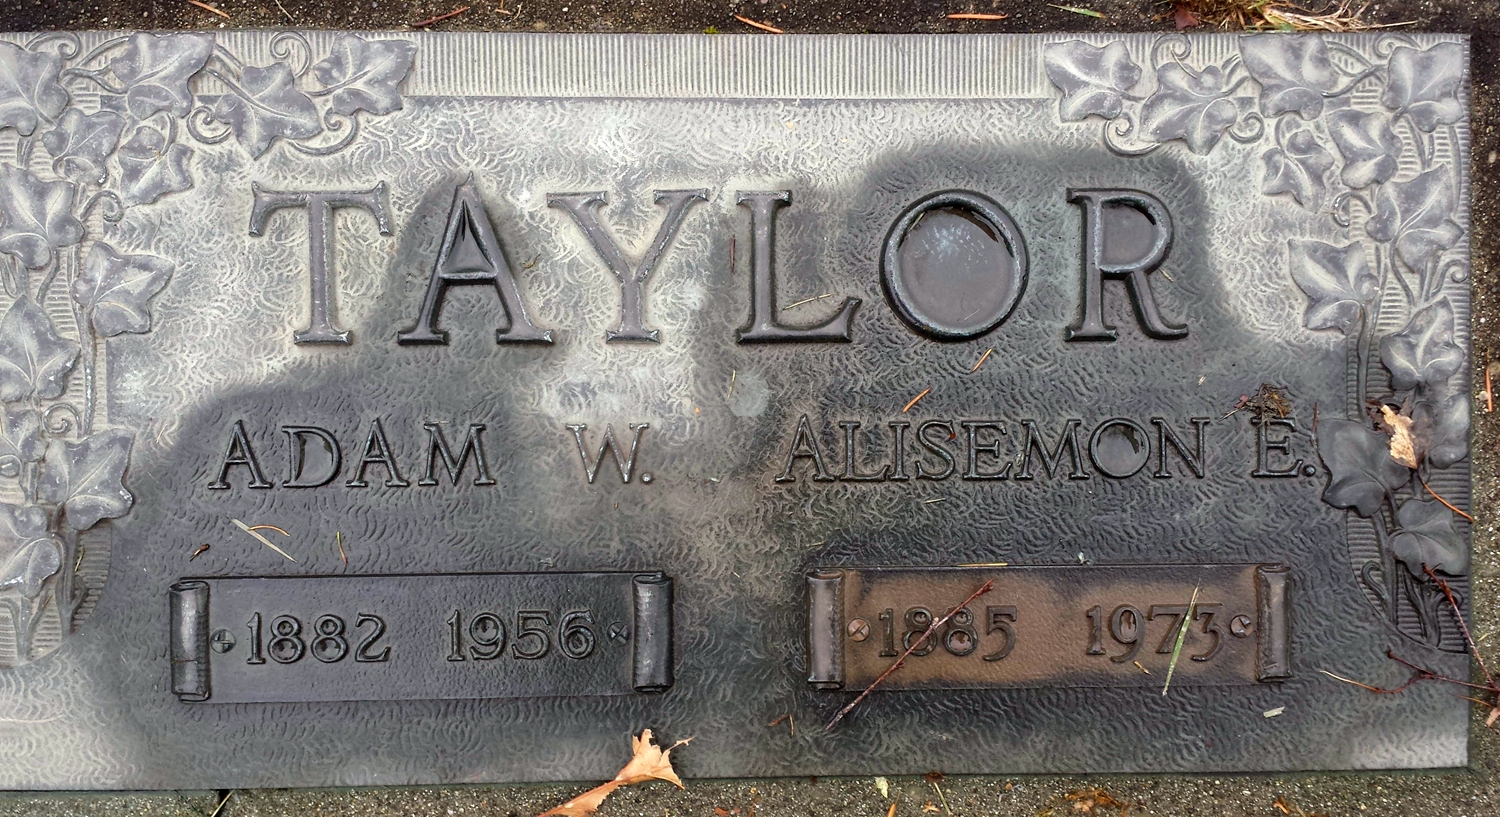 TAYLOR
ADAM W. ALISEMON E.
1882 1956 1885 1973